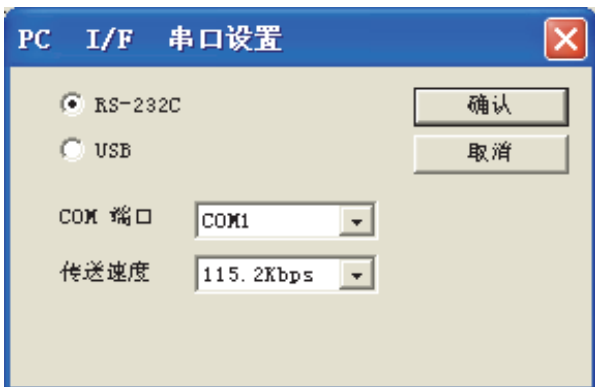 PC I/F 串口设置
RS-232C
确认
USB
取消
COM 端口 COM1
传送速度 115.2Kbps